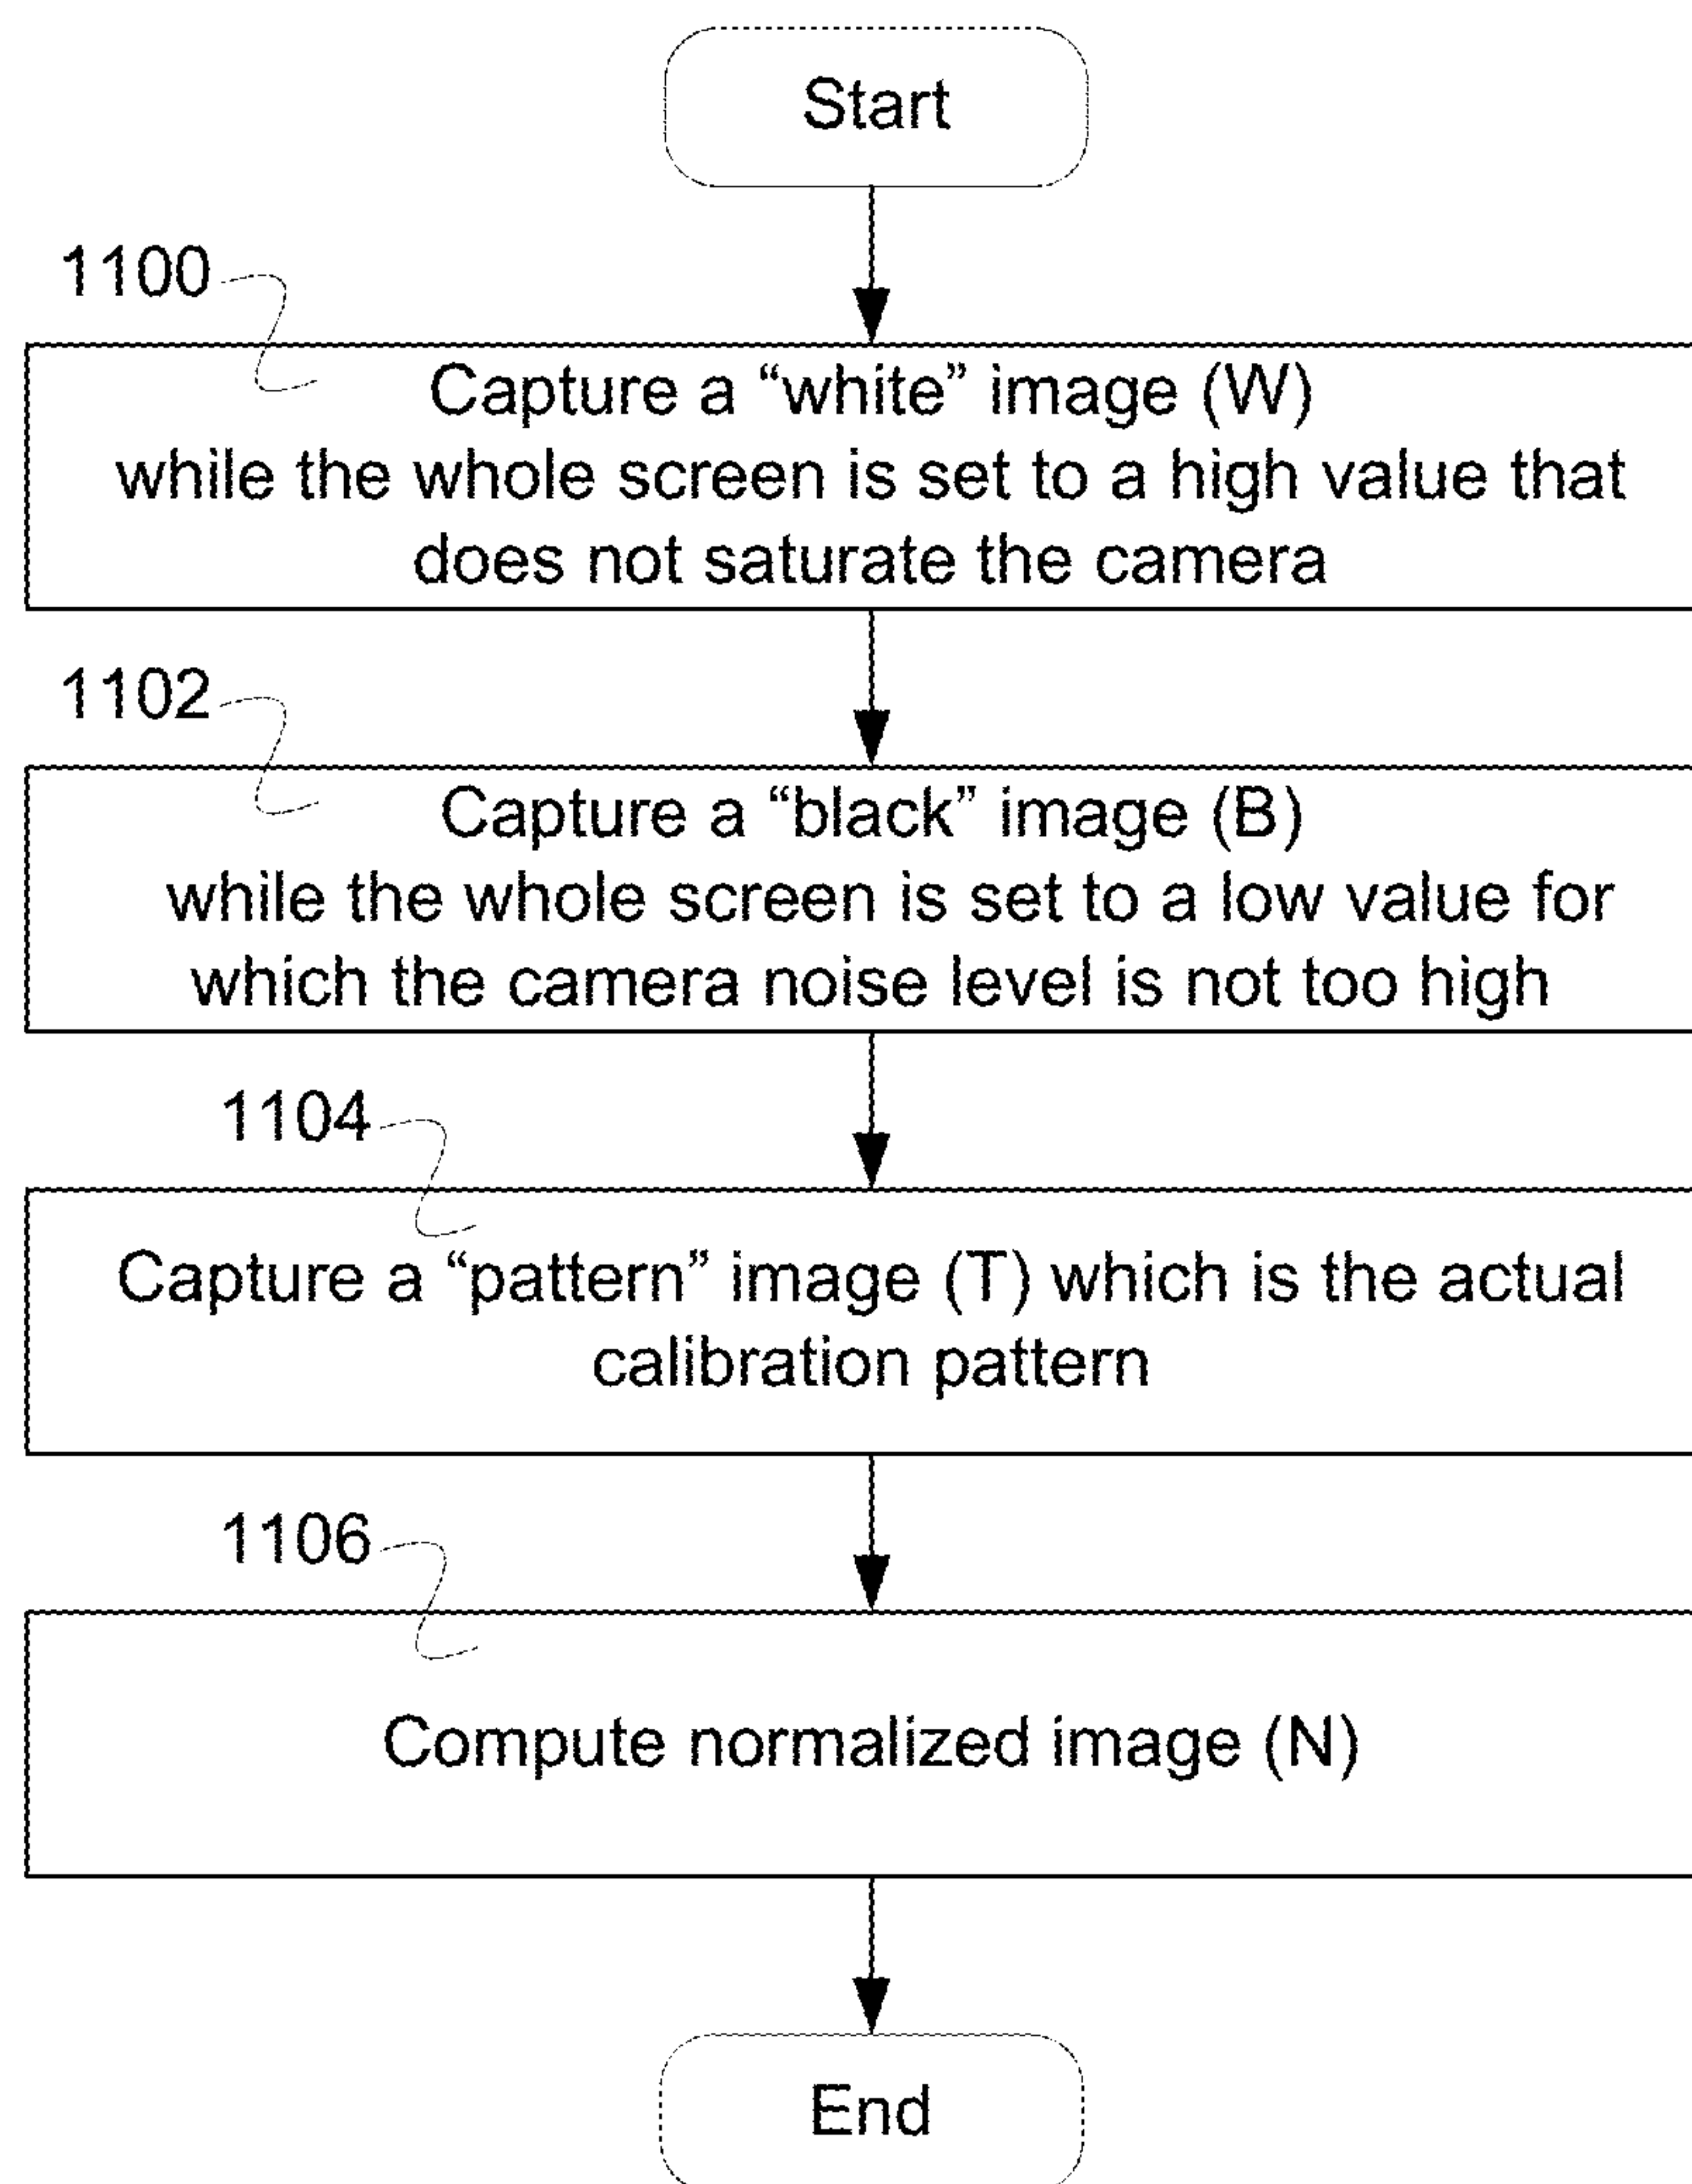 Start
1100
Capture a “white” image (W)
while the whole screen is set to a high value that
does not saturate the camera
1102
Capture a “black” image (B)
while the whole screen is set to a low value for
which the camera noise level is not too high
1104
Capture a “pattern” image (T) which is the actual
calibration pattern
1106
Compute normalized image (N)
End